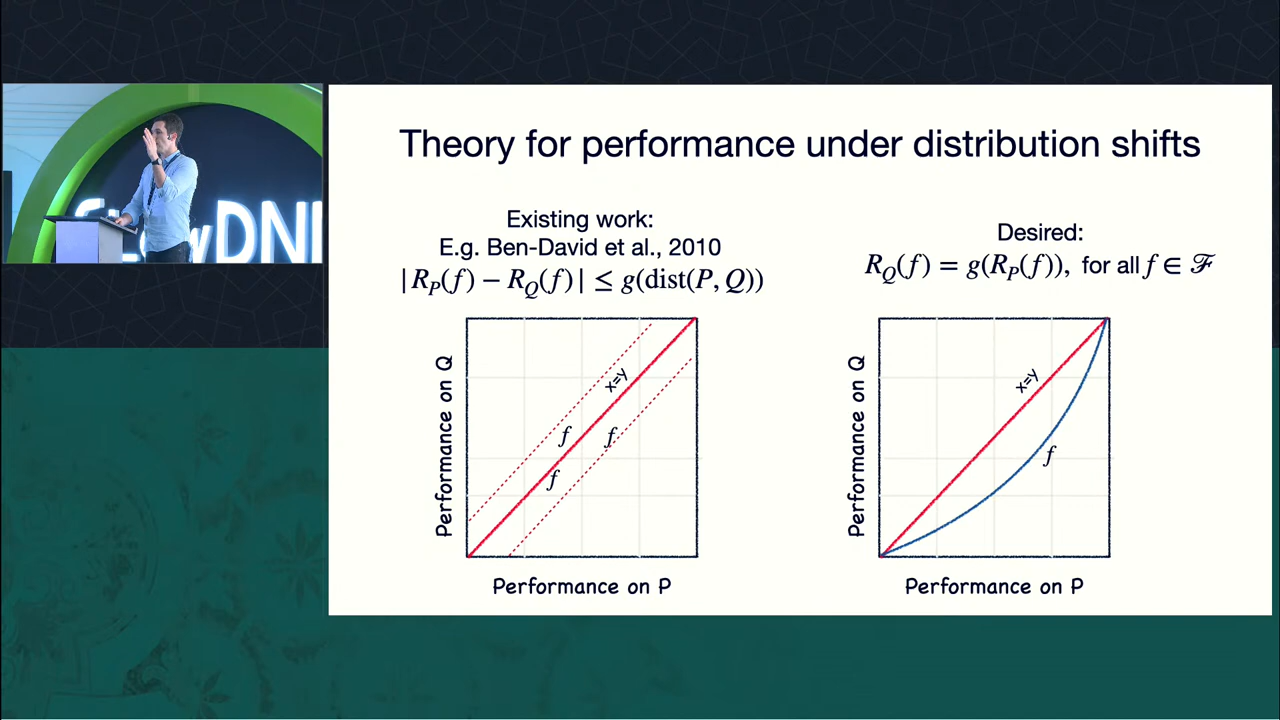 Theory for performance under distribution shifts
Existing work:
E.g. Ben-David et al., 2010
|R_P(f) − R_Q(f)| ≤ g(dist(P, Q))
Performance on Q
x=y
f
f
f
Performance on P
Desired:
R_Q(f) = g(R_P(f)), for all f ∈ ℱ
Performance on Q
x=y
f
Performance on P